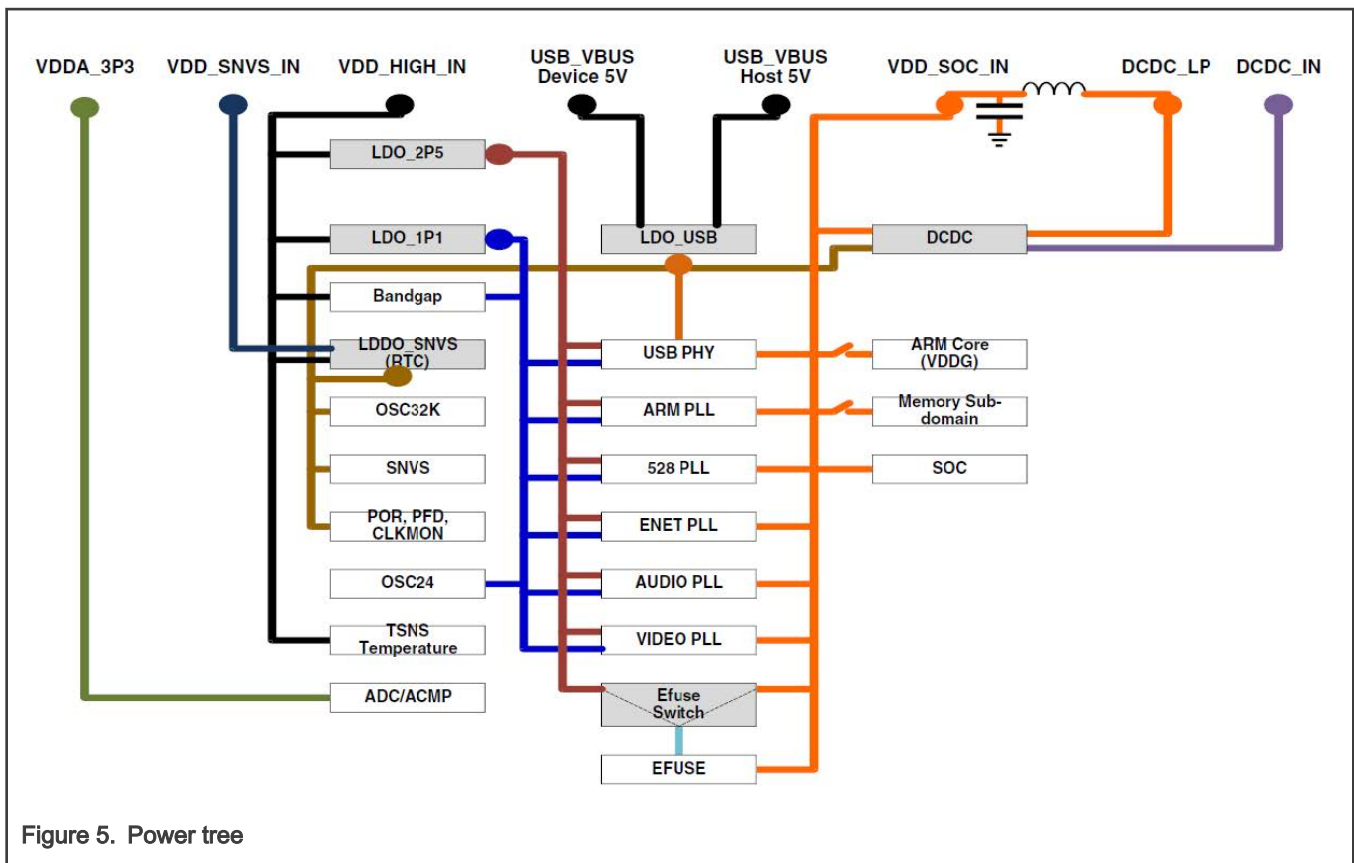 VDDA_3P3 VDD_SNVS_IN VDD_HIGH_IN USB_VBUS Device 5V USB_VBUS Host 5V VDD_SOC_IN DCDC_LP DCDC_IN
LDO_2P5
LDO_1P1 LDO_USB DCDC
Bandgap
LDDO_SNVS
(RTC)
USB PHY
ARM Core
(VDDG)
OSC32K
ARM PLL
Memory Sub-
domain
SNVS
528 PLL
SOC
POR, PFD,
CLKMON
ENET PLL
OSC24
AUDIO PLL
TSNS
Temperature
VIDEO PLL
ADC/ACMP
Efuse
Switch
EFUSE
Figure 5. Power tree